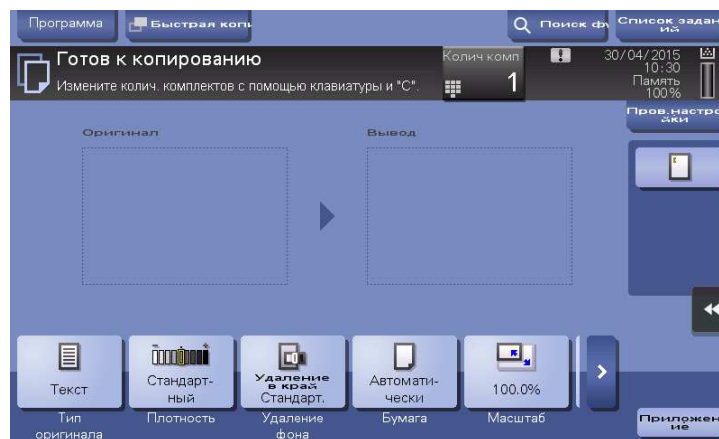 Программа
Быстрая копи
Поиск фу
Список задан
ий
Готов к копированию
Измените колич. комплектов с помощью клавиатуры и "C".
Колич комп
1
30/04/2015
10:30
Память
100%
Пров.настро
йки
Оригинал
Вывод
Текст
Стандарт-
ный
Удаление
в край
Стандарт.
Автомати-
чески
100.0%
Тип
оригинала
Плотность
Удаление
фона
Бумага
Масштаб
Приложен
ие